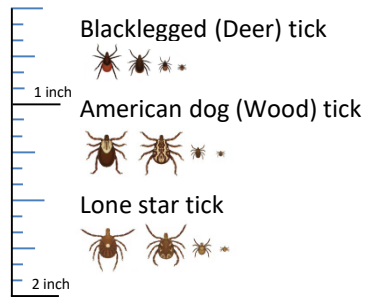 Blacklegged (Deer) tick
1 inch
American dog (Wood) tick
Lone star tick
2 inch